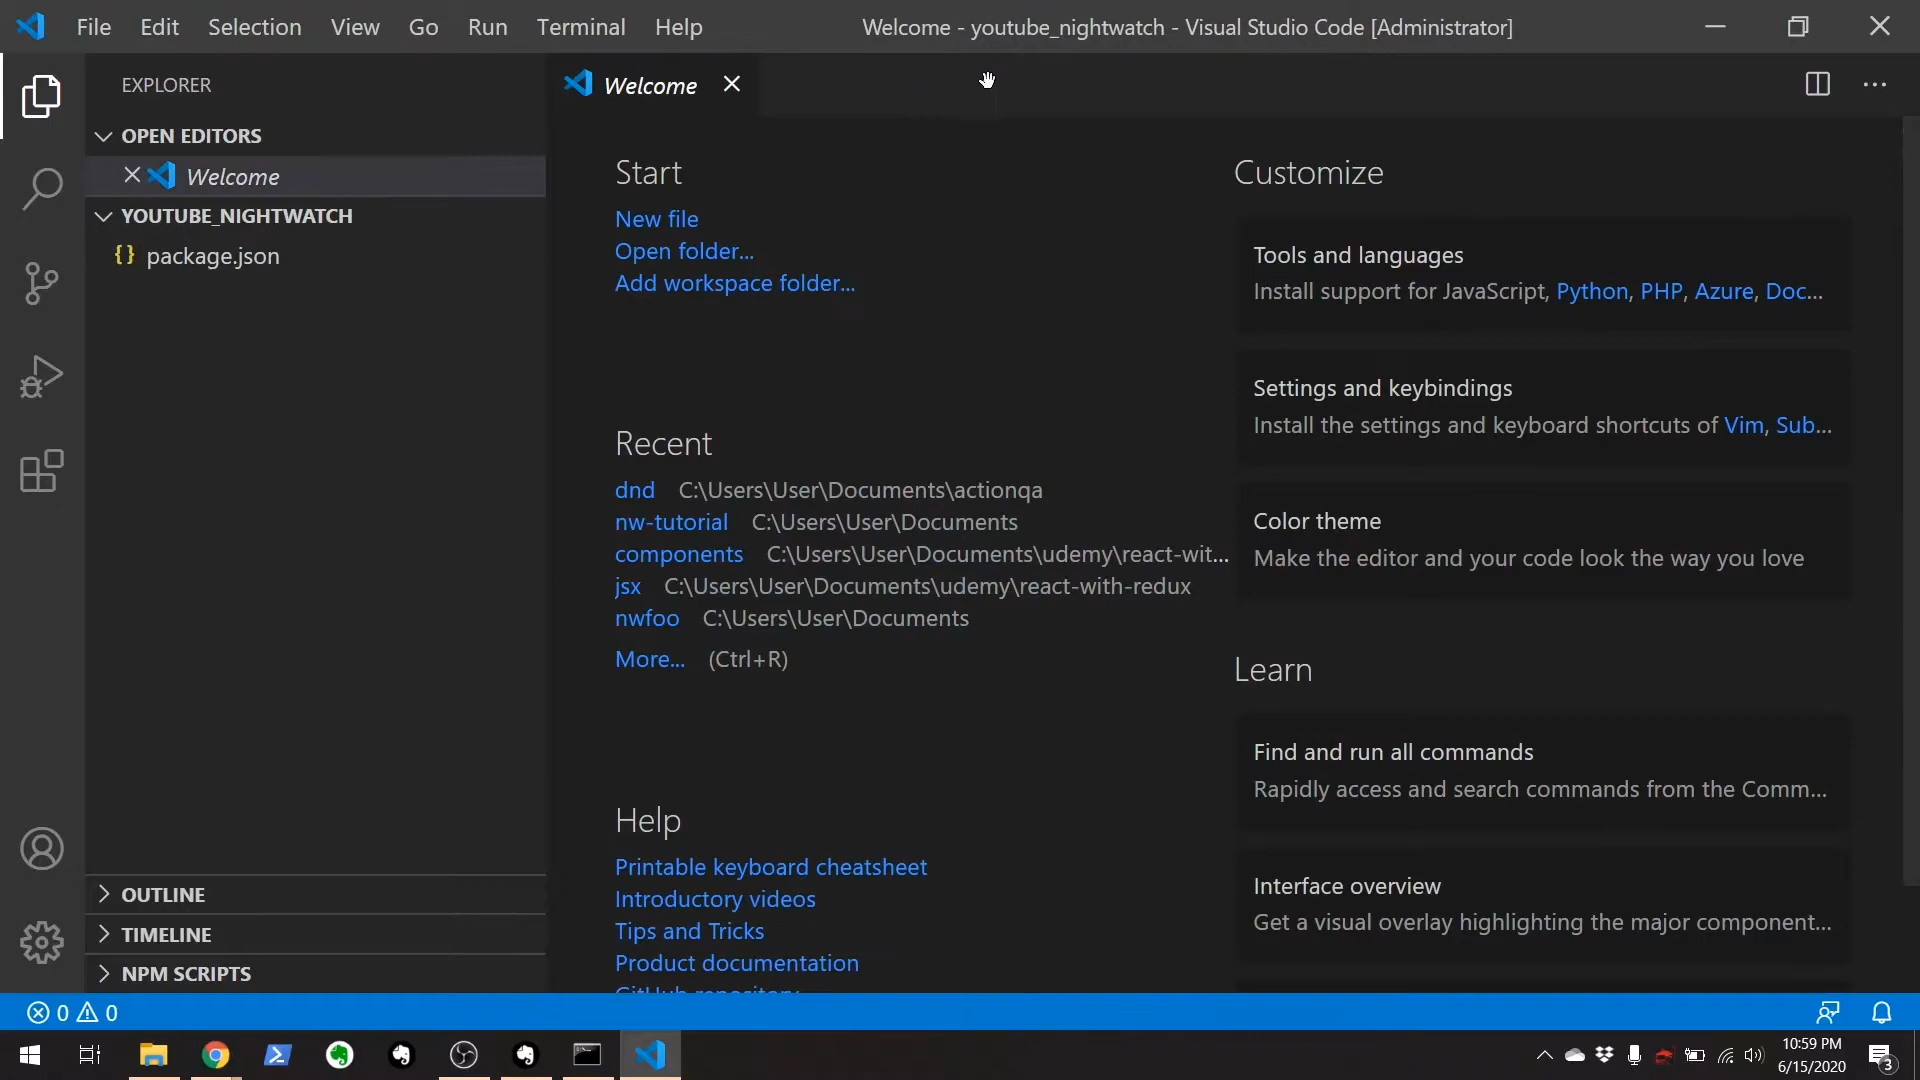 File Edit Selection View Go Run Terminal Help Welcome - youtube_nightwatch - Visual Studio Code [Administrator]
EXPLORER
OPEN EDITORS
Welcome
YOUTUBE_NIGHTWATCH
{} package.json
OUTLINE
TIMELINE
NPM SCRIPTS
Welcome
Start
New file
Open folder...
Add workspace folder...
Recent
dnd C:\Users\User\Documents\actionqa
nw-tutorial C:\Users\User\Documents
components C:\Users\User\Documents\udemy\react-wit...
jsx C:\Users\User\Documents\udemy\react-with-redux
nwfoo C:\Users\User\Documents
More... (Ctrl+R)
Help
Printable keyboard cheatsheet
Introductory videos
Tips and Tricks
Product documentation
GitHub repository
Customize
Tools and languages
Install support for JavaScript, Python, PHP, Azure, Doc...
Settings and keybindings
Install the settings and keyboard shortcuts of Vim, Sub...
Color theme
Make the editor and your code look the way you love
Learn
Find and run all commands
Rapidly access and search commands from the Comm...
Interface overview
Get a visual overlay highlighting the major component...
0 0
10:59 PM
6/15/2020
3